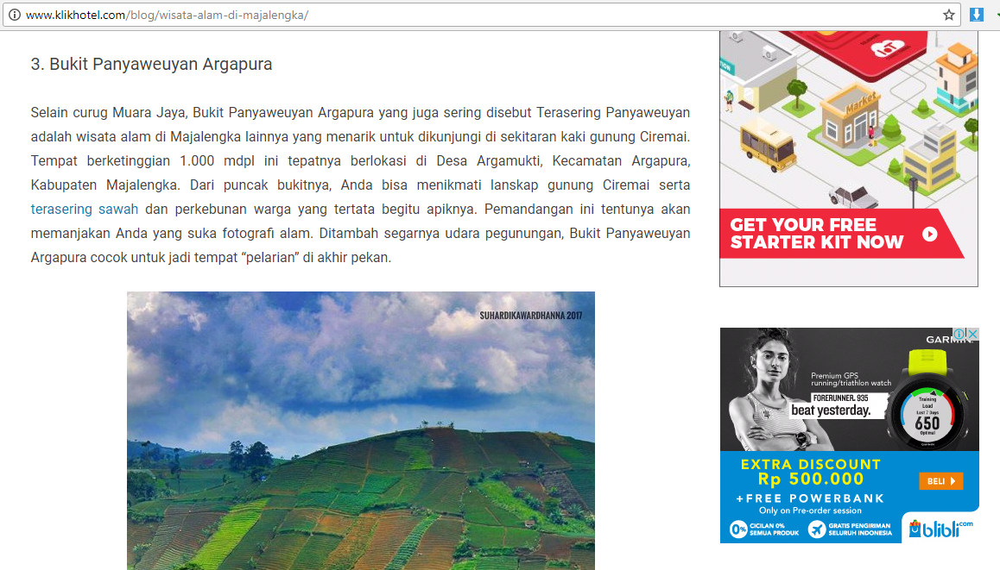 www.klikhotel.com/blog/wisata-alam-di-majalengka/
3. Bukit Panyaweuyan Argapura
Selain curug Muara Jaya, Bukit Panyaweuyan Argapura yang juga sering disebut Terasering Panyaweuyan
adalah wisata alam di Majalengka lainnya yang menarik untuk dikunjungi di sekitaran kaki gunung Ciremai.
Tempat berketinggian 1.000 mdpl ini tepatnya berlokasi di Desa Argamukti, Kecamatan Argapura,
Kabupaten Majalengka. Dari puncak bukitnya, Anda bisa menikmati lanskap gunung Ciremai serta
terasering sawah dan perkebunan warga yang tertata begitu apiknya. Pemandangan ini tentunya akan
memanjakan Anda yang suka fotografi alam. Ditambah segarnya udara pegunungan, Bukit Panyaweuyan
Argapura cocok untuk jadi tempat “pelarian” di akhir pekan.
SUHARDIKAWARDHANNA 2017
IoT
Market
GET YOUR FREE
STARTER KIT NOW
GARMIN
Premium GPS
running/triathlon watch
FORERUNNER 935
beat yesterday.
Training
Load
Last 7 Days
650
Optimal
EXTRA DISCOUNT
Rp 500.000
+FREE POWERBANK
Only on Pre-order session
BELI
0%
CICILAN 0%
SEMUA PRODUK
GRATIS PENGIRIMAN
SELURUH INDONESIA
blibli.com